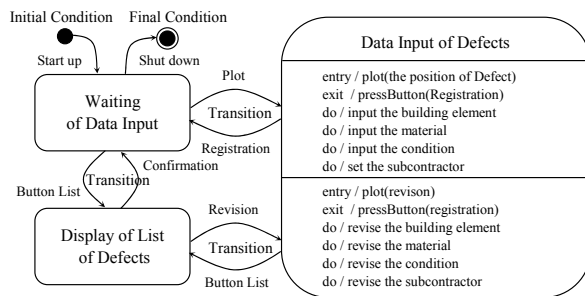 Initial Condition
Final Condition
Start up
Shut down
Waiting
of Data Input
Plot
Transition
Registration
Button List
Transition
Confirmation
Display of List
of Defects
Revision
Transition
Button List
Data Input of Defects
entry / plot(the position of Defect)
exit / pressButton(Registration)
do / input the building element
do / input the material
do / input the condition
do / set the subcontractor
entry / plot(revison)
exit / pressButton(registration)
do / revise the building element
do / revise the material
do / revise the condition
do / revise the subcontractor